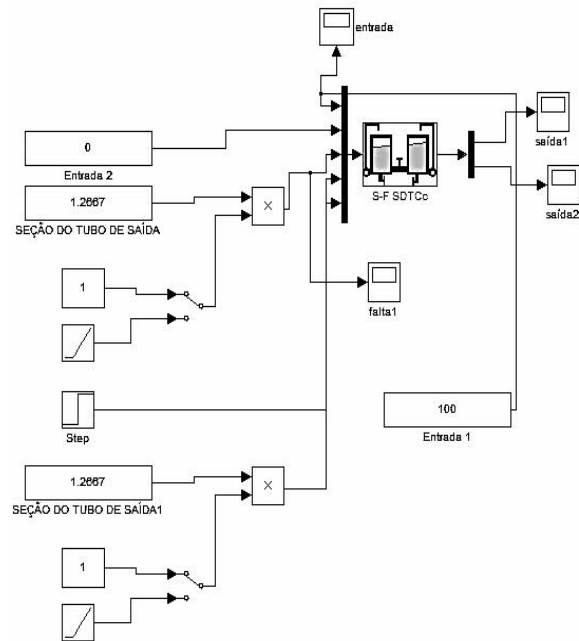 entrada
0
Entrada 2
1.2667
SEÇÃO DO TUBO DE SAÍDA
X
S-F SDTCc
saída1
saída2
1
falta1
Step
100
Entrada 1
1.2667
SEÇÃO DO TUBO DE SAÍDA1
X
1